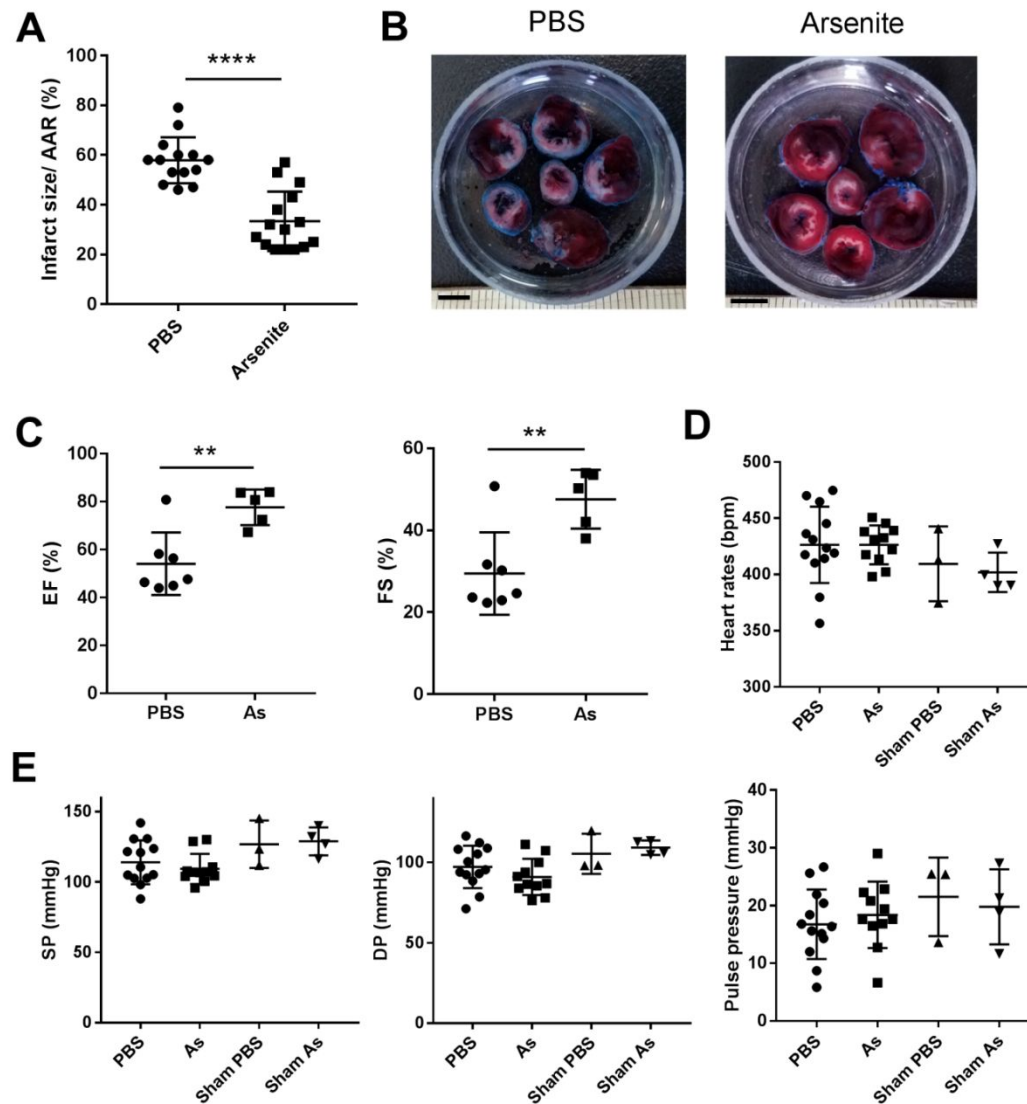 A
Infarct size/ AAR (%)
100
80
60
40
20
0
****
PBS
Arsenite
B
PBS
Arsenite
C
EF (%)
100
80
60
40
20
0
**
PBS
As
FS (%)
60
40
20
0
**
PBS
As
D
Heart rates (bpm)
500
450
400
350
300
PBS
As
Sham PBS
Sham As
E
SP (mmHg)
150
100
50
0
PBS
As
Sham PBS
Sham As
DP (mmHg)
100
50
0
PBS
As
Sham PBS
Sham As
Pulse pressure (mmHg)
40
30
20
10
0
PBS
As
Sham PBS
Sham As